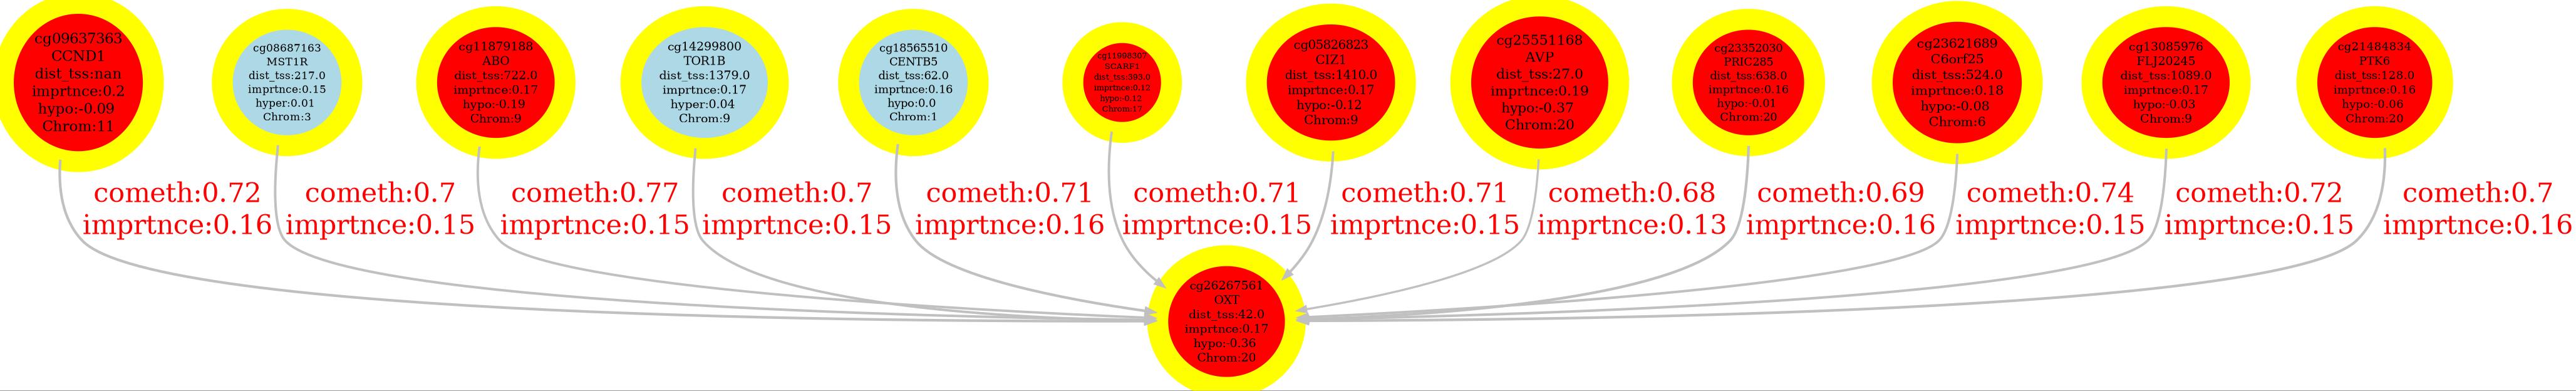 cg09637363
CCND1
dist_tss:nan
imprtnce:0.2
hypo:-0.09
Chrom:11
cg08687163
MST1R
dist_tss:217.0
imprtnce:0.15
hyper:0.01
Chrom:3
cg11879188
ABO
dist_tss:722.0
imprtnce:0.17
hypo:-0.19
Chrom:9
cg14299800
TOR1B
dist_tss:1379.0
imprtnce:0.17
hyper:0.04
Chrom:9
cg18565510
CENTB5
dist_tss:62.0
imprtnce:0.16
hypo:0.0
Chrom:1
SCARF1
dist_tss:393.0
imprtnce:0.12
hypo:-0.12
Chrom:17
cg05826823
CIZ1
dist_tss:1410.0
imprtnce:0.17
hypo:-0.12
Chrom:9
cg25551168
AVP
dist_tss:27.0
imprtnce:0.19
hypo:-0.37
Chrom:20
cg23352030
PRIC285
dist_tss:638.0
imprtnce:0.16
hypo:-0.01
Chrom:20
cg23621689
C6orf25
dist_tss:524.0
imprtnce:0.18
hypo:-0.08
Chrom:6
cg13085976
FLJ20245
dist_tss:1089.0
imprtnce:0.17
hypo:-0.03
Chrom:9
cg21484834
PTK6
dist_tss:128.0
imprtnce:0.16
hypo:-0.06
Chrom:20
cometh:0.72
imprtnce:0.16
cometh:0.7
imprtnce:0.15
cometh:0.77
imprtnce:0.15
cometh:0.7
imprtnce:0.15
cometh:0.71
imprtnce:0.16
cometh:0.71
imprtnce:0.15
cometh:0.71
imprtnce:0.15
cometh:0.68
imprtnce:0.13
cometh:0.69
imprtnce:0.16
cometh:0.74
imprtnce:0.15
cometh:0.72
imprtnce:0.15
cometh:0.7
imprtnce:0.16
cg26267561
OXT
dist_tss:42.0
imprtnce:0.17
hypo:-0.36
Chrom:20